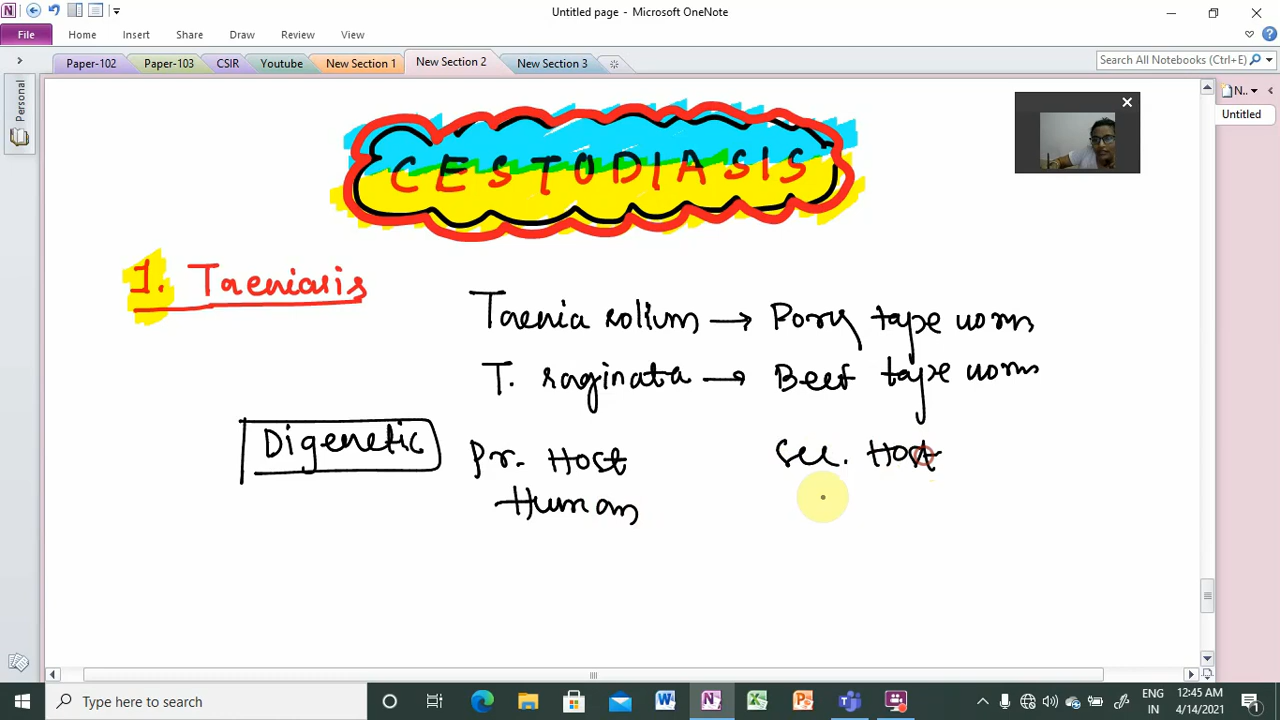 Untitled page - Microsoft OneNote
File Home Insert Share Draw Review View
Paper-102 Paper-103 CSIR Youtube New Section 1 New Section 2 New Section 3 Search All Notebooks (Ctrl+E) N..
Personal
Untitled
CESTODIASIS
1. Taeniasis
Taenia solium → Pork tape worm
T. saginata → Beef tape worm
Digenetic Pr. Host Sec. Host
Human
Type here to search
ENG 12:45 AM
IN 4/14/2021